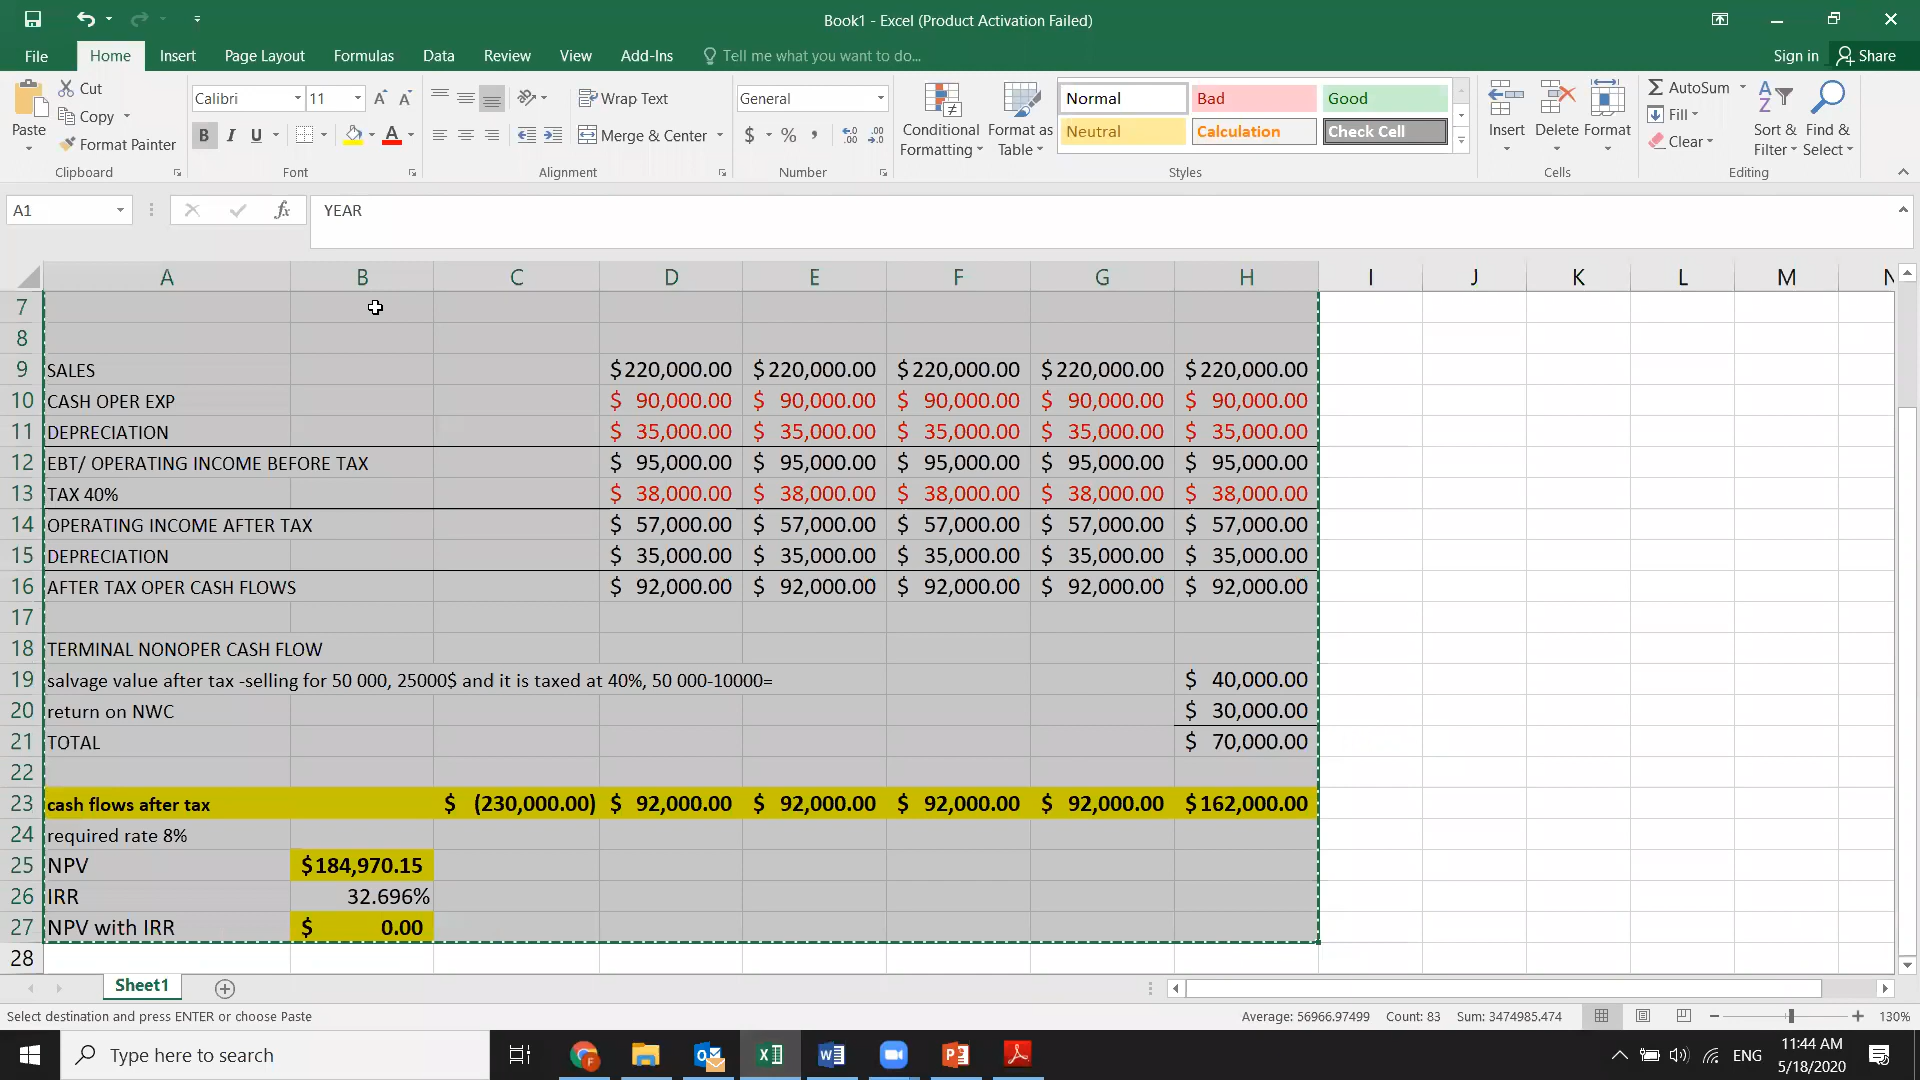 Book1 - Excel (Product Activation Failed)
File Home Insert Page Layout Formulas Data Review View Add-Ins Tell me what you want to do... Sign in Share
Paste
Cut
Copy
Format Painter
Clipboard
Calibri 11
B I U
Font
Wrap Text
Merge & Center
Alignment
General
$ % ,
Number
Conditional Formatting
Format as Table
Normal Bad Good
Neutral Calculation Check Cell
Styles
Insert Delete Format
Cells
AutoSum
Fill
Clear
Sort & Filter
Find & Select
Editing
A1 fx YEAR
A B C D E F G H I J K L M N
7
8
9 SALES $220,000.00 $220,000.00 $220,000.00 $220,000.00 $220,000.00
10 CASH OPER EXP $ 90,000.00 $ 90,000.00 $ 90,000.00 $ 90,000.00 $ 90,000.00
11 DEPRECIATION $ 35,000.00 $ 35,000.00 $ 35,000.00 $ 35,000.00 $ 35,000.00
12 EBT/ OPERATING INCOME BEFORE TAX $ 95,000.00 $ 95,000.00 $ 95,000.00 $ 95,000.00 $ 95,000.00
13 TAX 40% $ 38,000.00 $ 38,000.00 $ 38,000.00 $ 38,000.00 $ 38,000.00
14 OPERATING INCOME AFTER TAX $ 57,000.00 $ 57,000.00 $ 57,000.00 $ 57,000.00 $ 57,000.00
15 DEPRECIATION $ 35,000.00 $ 35,000.00 $ 35,000.00 $ 35,000.00 $ 35,000.00
16 AFTER TAX OPER CASH FLOWS $ 92,000.00 $ 92,000.00 $ 92,000.00 $ 92,000.00 $ 92,000.00
17
18 TERMINAL NONOPER CASH FLOW
19 salvage value after tax -selling for 50 000, 25000$ and it is taxed at 40%, 50 000-10000= $ 40,000.00
20 return on NWC $ 30,000.00
21 TOTAL $ 70,000.00
22
23 cash flows after tax $ (230,000.00) $ 92,000.00 $ 92,000.00 $ 92,000.00 $ 92,000.00 $162,000.00
24 required rate 8%
25 NPV $184,970.15
26 IRR 32.696%
27 NPV with IRR $ 0.00
28
Sheet1
Select destination and press ENTER or choose Paste Average: 56966.97499 Count: 83 Sum: 3474985.474 130%
Type here to search
ENG
11:44 AM
5/18/2020